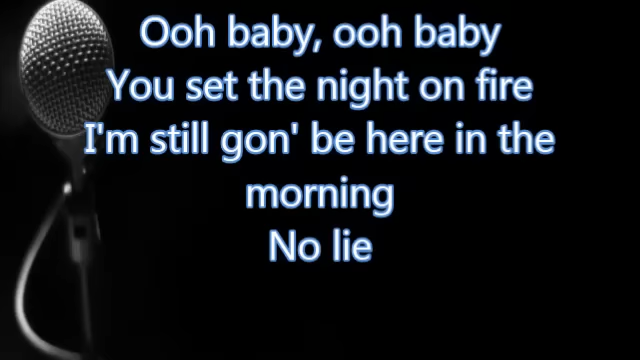 Ooh baby, ooh baby
You set the night on fire
I'm still gon' be here in the
morning
No lie